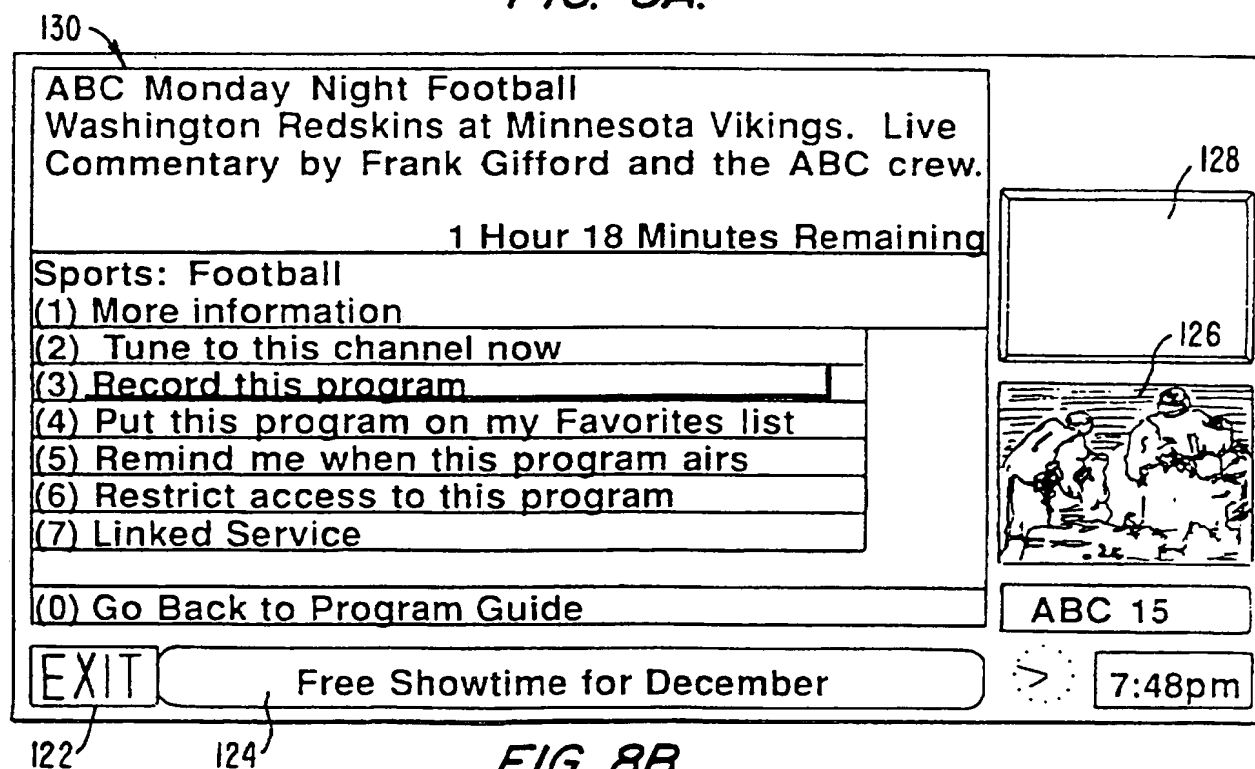 FIG. 8A.
130
ABC Monday Night Football
Washington Redskins at Minnesota Vikings. Live
Commentary by Frank Gifford and the ABC crew.
1 Hour 18 Minutes Remaining
Sports: Football
(1) More information
(2) Tune to this channel now
(3) Record this program
(4) Put this program on my Favorites list
(5) Remind me when this program airs
(6) Restrict access to this program
(7) Linked Service
(0) Go Back to Program Guide
128
126
ABC 15
EXIT
Free Showtime for December
7:48pm
122
124
FIG. 8B